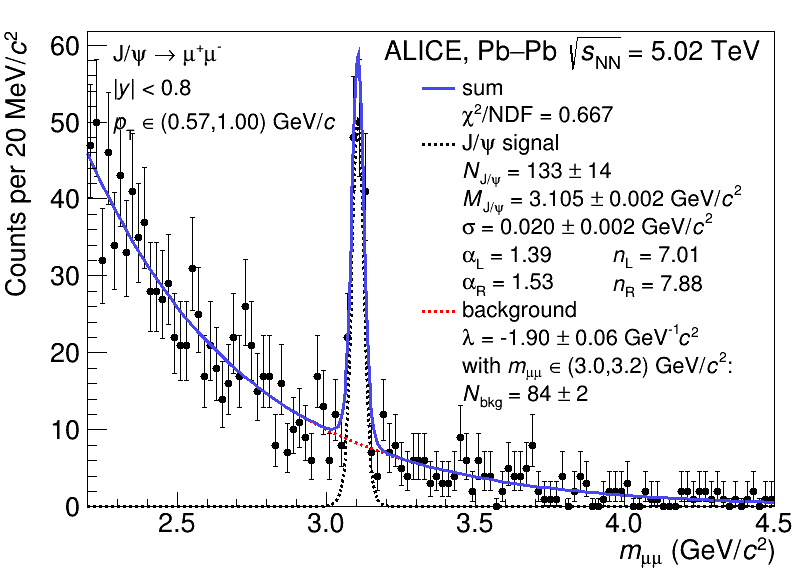 Counts per 20 MeV/c²
60
50
40
30
20
10
0
J/ψ → μ⁺μ⁻
|y| < 0.8
p_T ∈ (0.57,1.00) GeV/c
ALICE, Pb–Pb √s_NN = 5.02 TeV
sum
χ²/NDF = 0.667
J/ψ signal
N_J/ψ = 133 ± 14
M_J/ψ = 3.105 ± 0.002 GeV/c²
σ = 0.020 ± 0.002 GeV/c²
α_L = 1.39 n_L = 7.01
α_R = 1.53 n_R = 7.88
background
λ = -1.90 ± 0.06 GeV⁻¹c²
with m_μμ ∈ (3.0,3.2) GeV/c²:
N_bkg = 84 ± 2
2.5 3.0 3.5 4.0 4.5
m_μμ (GeV/c²)